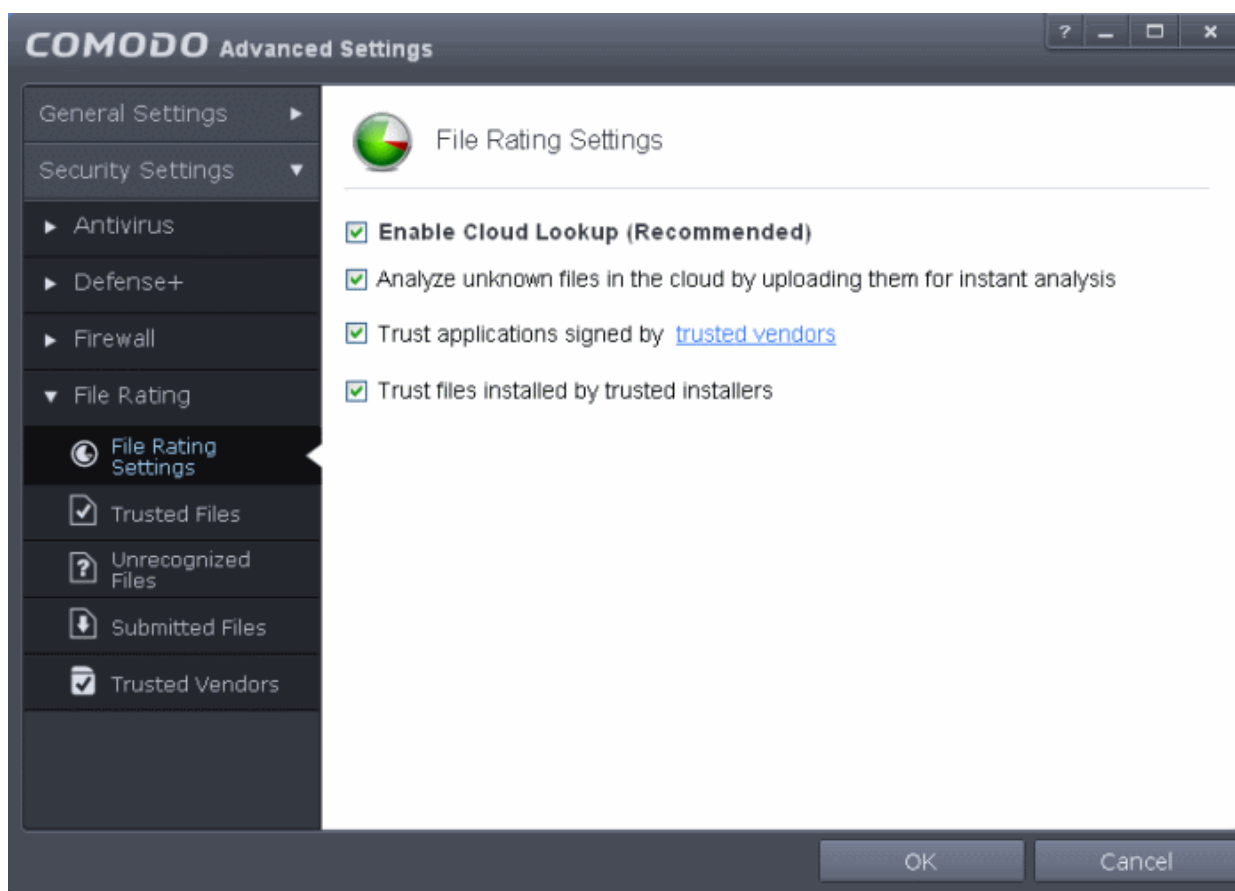 COMODO Advanced Settings
?
General Settings
Security Settings
Antivirus
Defense+
Firewall
File Rating
File Rating
Settings
Trusted Files
Unrecognized
Files
Submitted Files
Trusted Vendors
File Rating Settings
Enable Cloud Lookup (Recommended)
Analyze unknown files in the cloud by uploading them for instant analysis
Trust applications signed by trusted vendors
Trust files installed by trusted installers
OK
Cancel